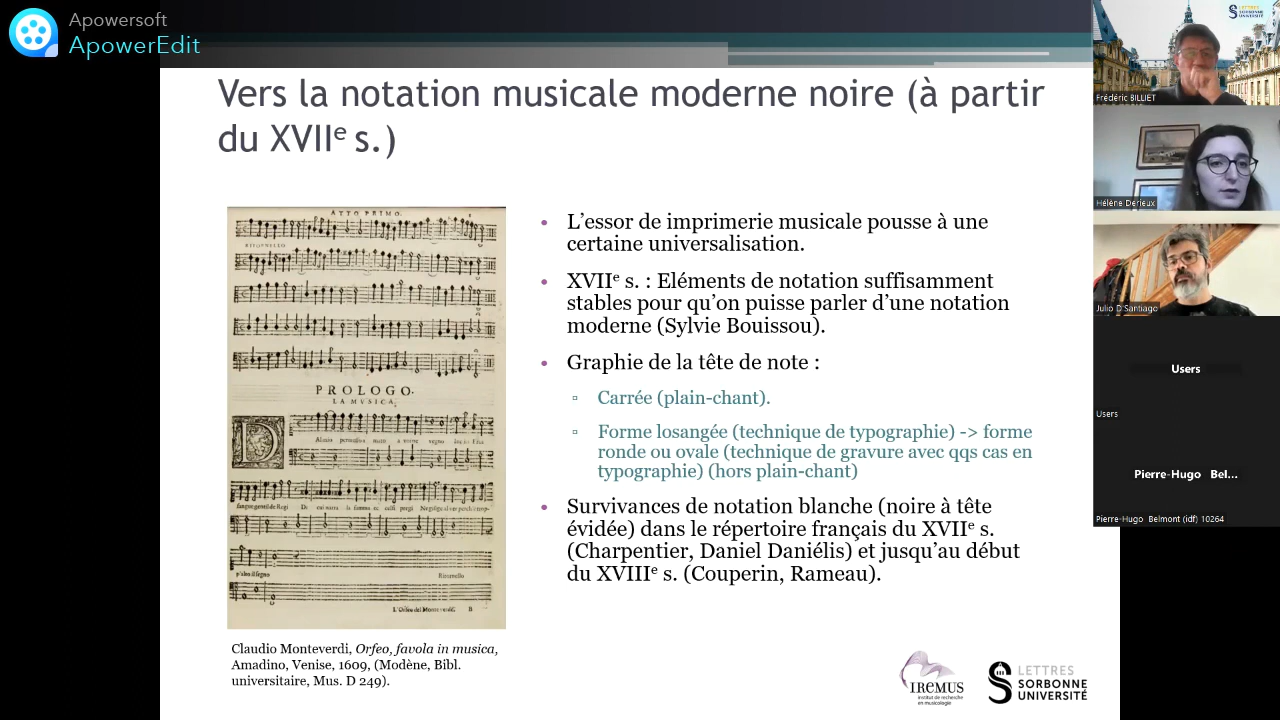 Apowersoft
ApowerEdit
Vers la notation musicale moderne noire (à partir
du XVIIe s.)
ATTO PRIMO.
RITORNELLO
PROLOGO.
LA MUSICA.
Claudio Monteverdi, Orfeo, favola in musica,
Amadino, Venise, 1609, (Modène, Bibl.
universitaire, Mus. D 249).
• L’essor de imprimerie musicale pousse à une
certaine universalisation.
• XVIIe s. : Eléments de notation suffisamment
stables pour qu’on puisse parler d’une notation
moderne (Sylvie Bouissou).
• Graphie de la tête de note :
▫ Carrée (plain-chant).
▫ Forme losangée (technique de typographie) -> forme
ronde ou ovale (technique de gravure avec qqs cas en
typographie) (hors plain-chant)
• Survivances de notation blanche (noire à tête
évidée) dans le répertoire français du XVIIe s.
(Charpentier, Daniel Daniélis) et jusqu’au début
du XVIIIe s. (Couperin, Rameau).
IREMUS
Institut de recherche
en musicologie
LETTRES
SORBONNE
UNIVERSITÉ
LETTRES
SORBONNE
UNIVERSITÉ
Frédéric BILLIET
Hélène Derieux
Julio D Santiago
Users
Users
Pierre-Hugo Bel...
Pierre-Hugo Belmont (idf) 10264